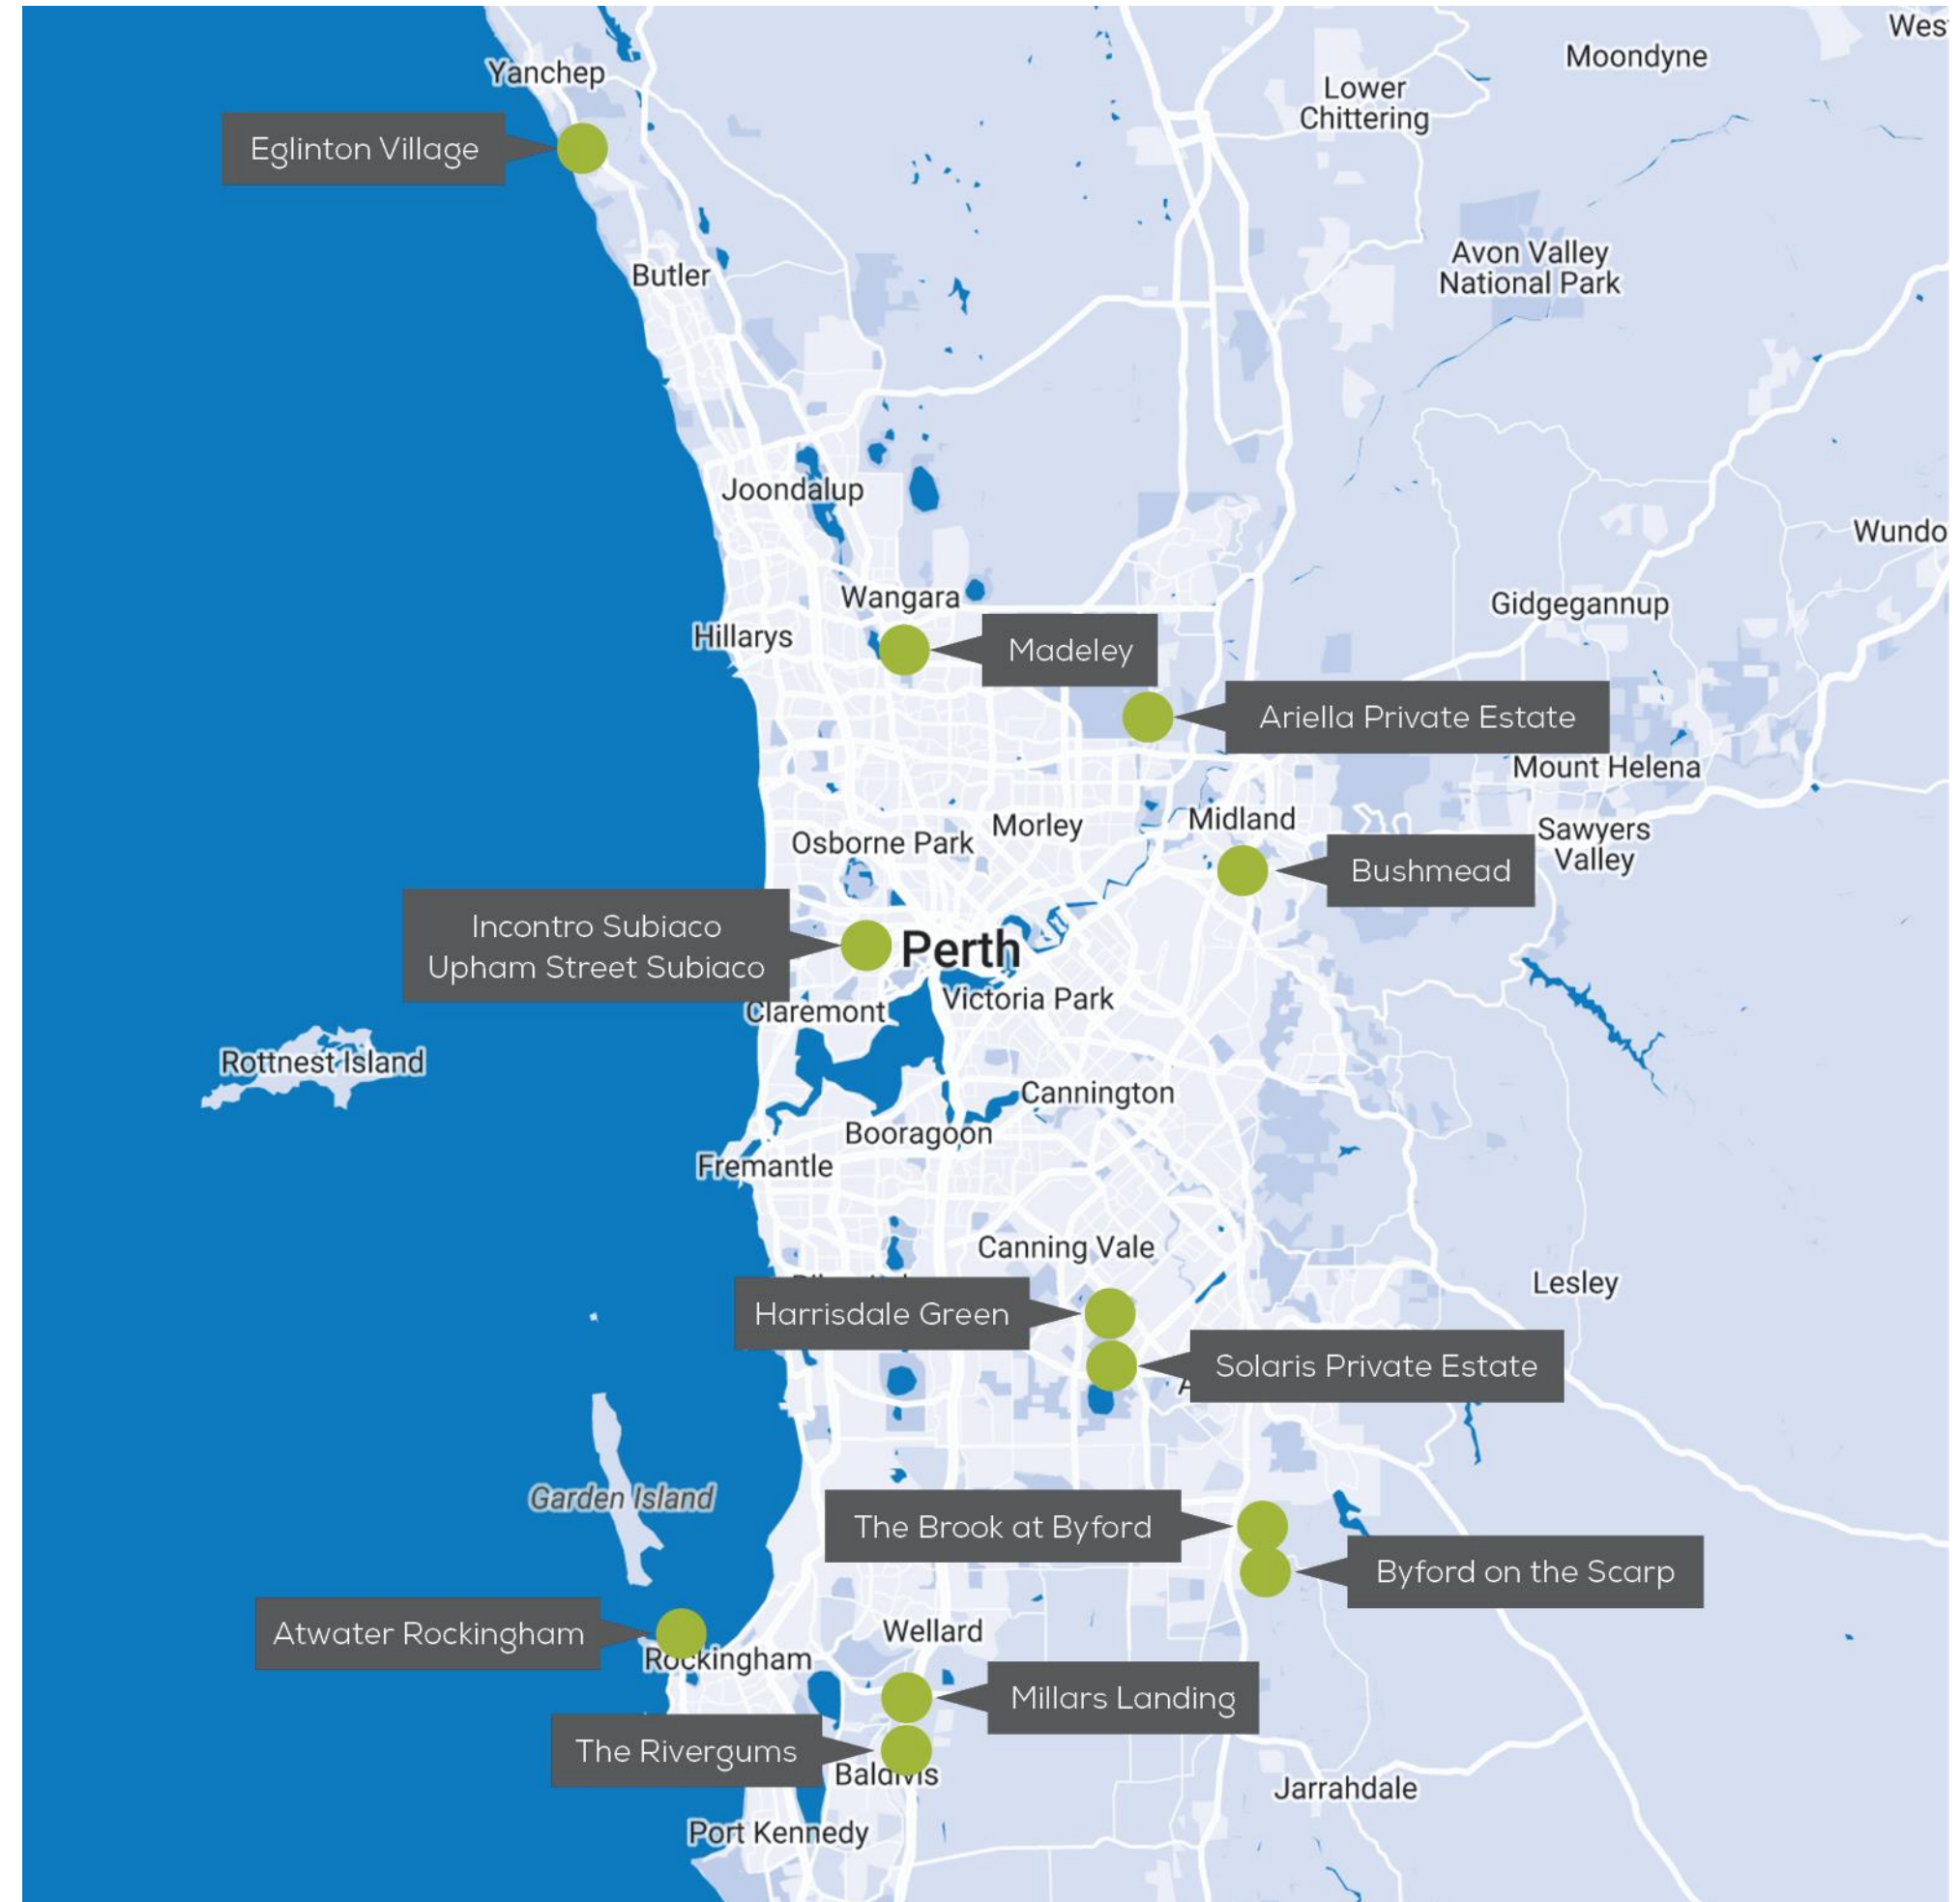 Wes
Moondyne
Yanchep
Lower
Chittering
Eglinton Village
Avon Valley
National Park
Butler
Joondalup
Wundo
Wangara
Gidgegannup
Hillarys
Madeley
Ariella Private Estate
Mount Helena
Midland
Morley
Osborne Park
Sawyers
Valley
Bushmead
Incontro Subiaco
Upham Street Subiaco
Perth
Claremont
Victoria Park
Rottnest Island
Cannington
Booragoon
Fremantle
Canning Vale
Lesley
Harrisdale Green
Solaris Private Estate
Garden Island
The Brook at Byford
Byford on the Scarp
Atwater Rockingham
Wellard
Rockingham
Millars Landing
The Rivergums
Baldivis
Jarrahdale
Port Kennedy